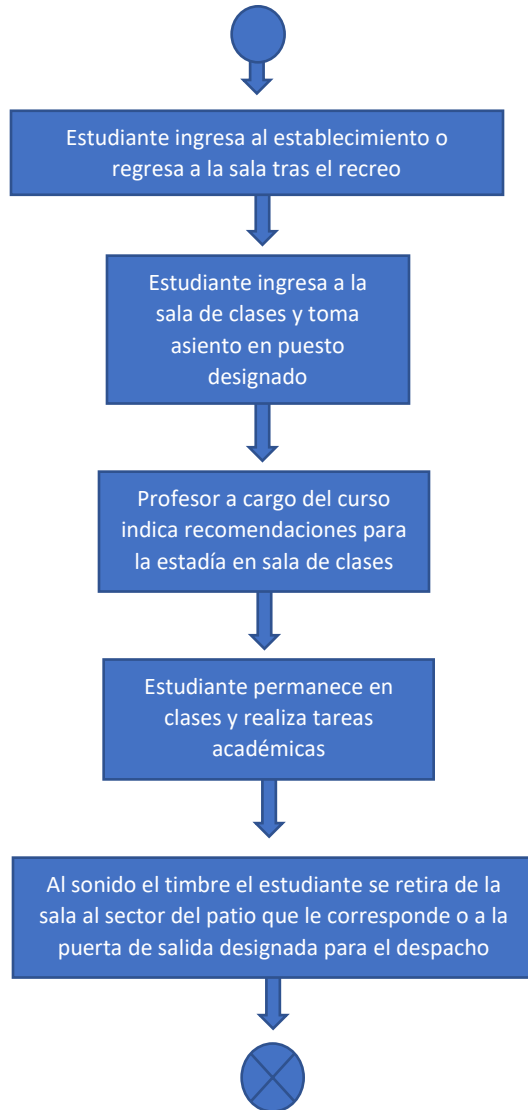 Estudiante ingresa al establecimiento o
regresa a la sala tras el recreo
Estudiante ingresa a la
sala de clases y toma
asiento en puesto
designado
Profesor a cargo del curso
indica recomendaciones para
la estadía en sala de clases
Estudiante permanece en
clases y realiza tareas
académicas
Al sonido el timbre el estudiante se retira de la
sala al sector del patio que le corresponde o a la
puerta de salida designada para el despacho